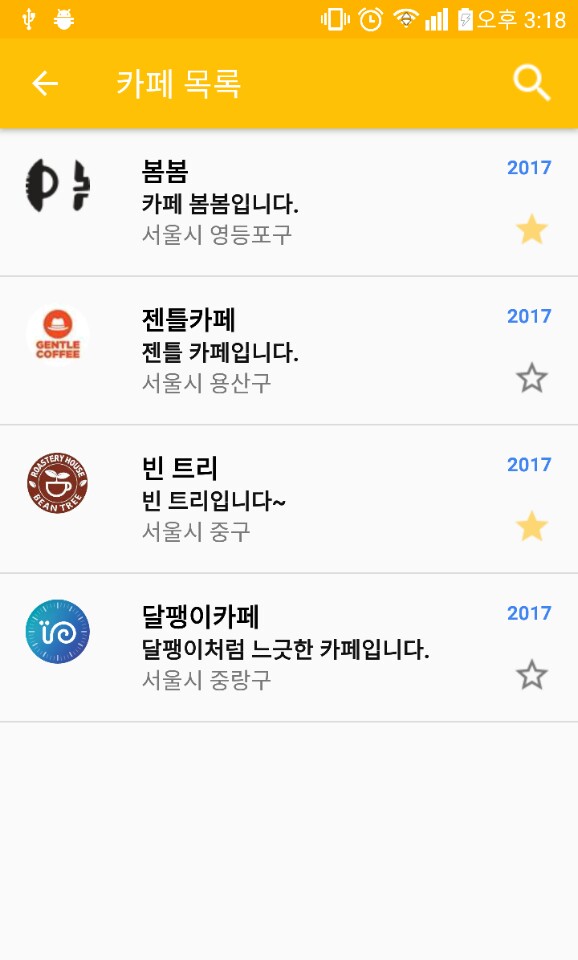 오후 3:18
카페 목록
봄봄
2017
카페 봄봄입니다.
서울시 영등포구
GENTLE
COFFEE
젠틀카페
2017
젠틀 카페입니다.
서울시 용산구
ROASTERY HOUSE
BEAN TREE
빈 트리
2017
빈 트리입니다~
서울시 중구
달팽이카페
2017
달팽이처럼 느긋한 카페입니다.
서울시 중랑구